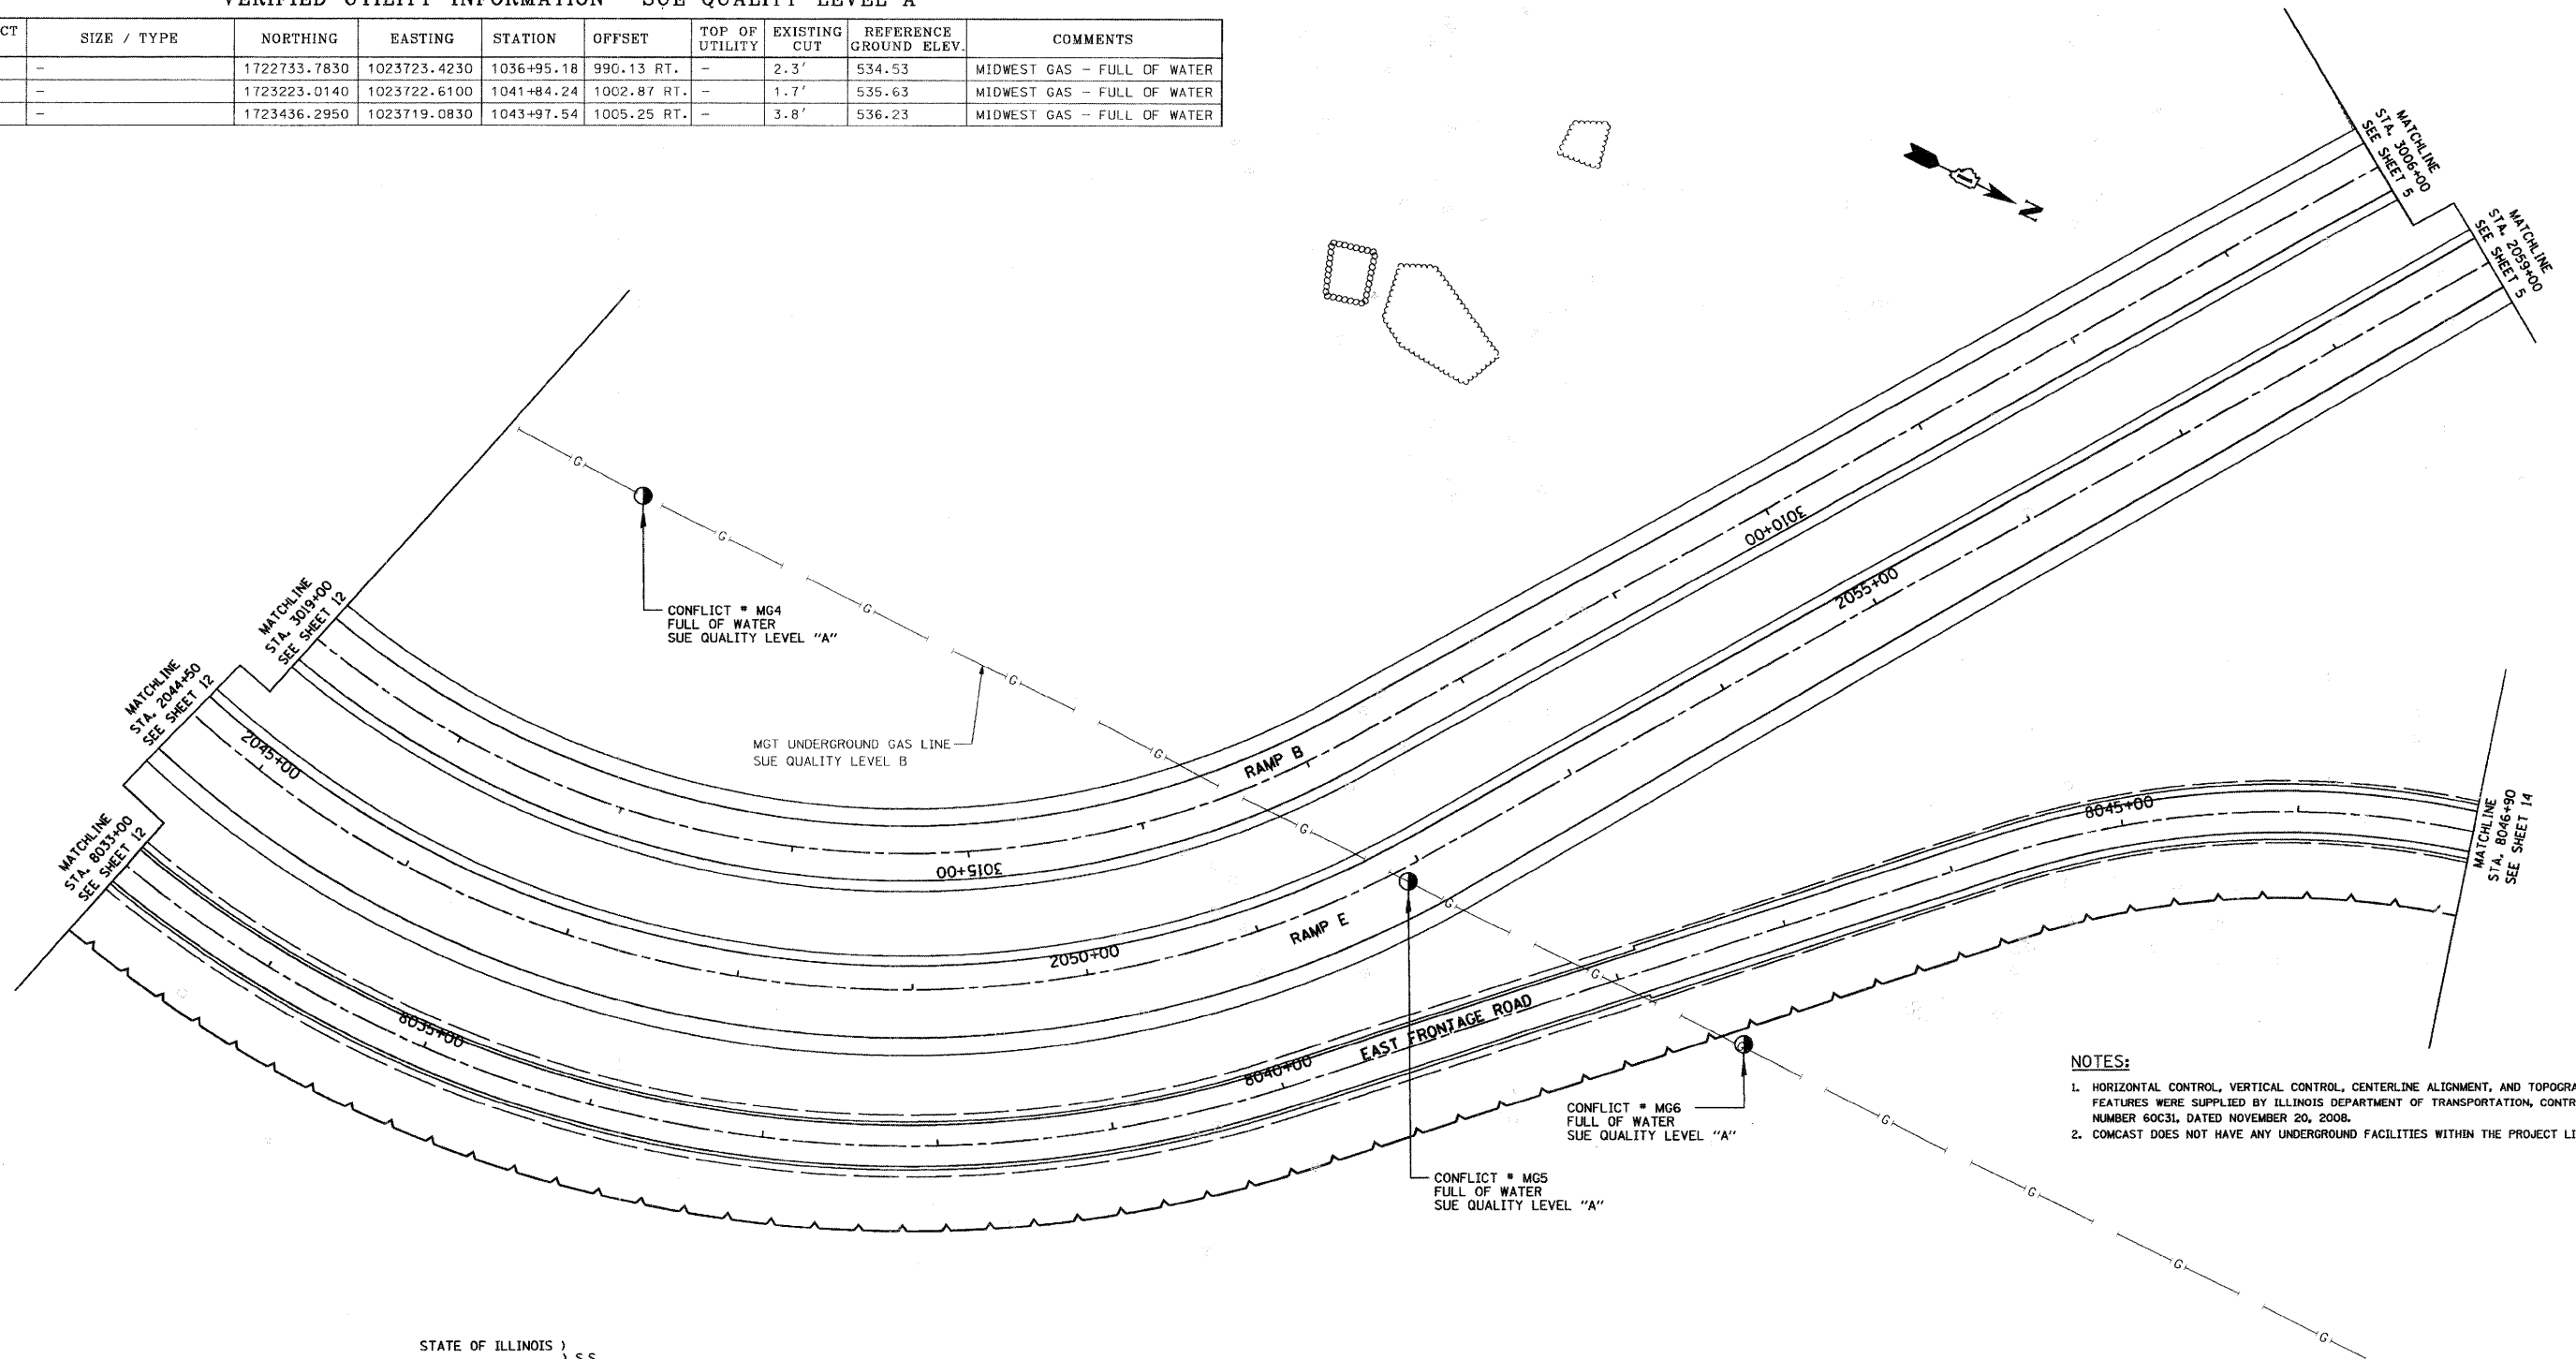 VERIFIED UTILITY INFORMATION - SUE QUALITY LEVEL A
CT SIZE / TYPE NORTHING EASTING STATION OFFSET TOP OF UTILITY EXISTING CUT REFERENCE GROUND ELEV. COMMENTS
- 1722733.7830 1023723.4230 1036+95.18 990.13 RT. - 2.3' 534.53 MIDWEST GAS - FULL OF WATER
- 1723223.0140 1023722.6100 1041+84.24 1002.87 RT. - 1.7' 535.63 MIDWEST GAS - FULL OF WATER
- 1723436.2950 1023719.0830 1043+97.54 1005.25 RT. - 3.8' 536.23 MIDWEST GAS - FULL OF WATER
N
MATCHLINE
STA. 3006+00
SEE SHEET 5
MATCHLINE
STA. 2059+00
SEE SHEET 5
G
G
G
G
G
G
G
G
G
G
G
G
G
CONFLICT # MG4
FULL OF WATER
SUE QUALITY LEVEL "A"
3010+00
2055+00
MATCHLINE
STA. 3019+00
SEE SHEET 12
MATCHLINE
STA. 2044+50
SEE SHEET 12
2045+00
MGT UNDERGROUND GAS LINE
SUE QUALITY LEVEL B
RAMP B
MATCHLINE
STA. 8033+00
SEE SHEET 12
3015+00
RAMP E
2050+00
8045+00
MATCHLINE
STA. 8046+90
SEE SHEET 14
8035+00
EAST FRONTAGE ROAD
8040+00
CONFLICT # MG6
FULL OF WATER
SUE QUALITY LEVEL "A"
CONFLICT # MG5
FULL OF WATER
SUE QUALITY LEVEL "A"
NOTES:
1. HORIZONTAL CONTROL, VERTICAL CONTROL, CENTERLINE ALIGNMENT, AND TOPOGRA
FEATURES WERE SUPPLIED BY ILLINOIS DEPARTMENT OF TRANSPORTATION, CONTR
NUMBER 60C31, DATED NOVEMBER 20, 2008.
2. COMCAST DOES NOT HAVE ANY UNDERGROUND FACILITIES WITHIN THE PROJECT LI
STATE OF ILLINOIS )
) S.S.